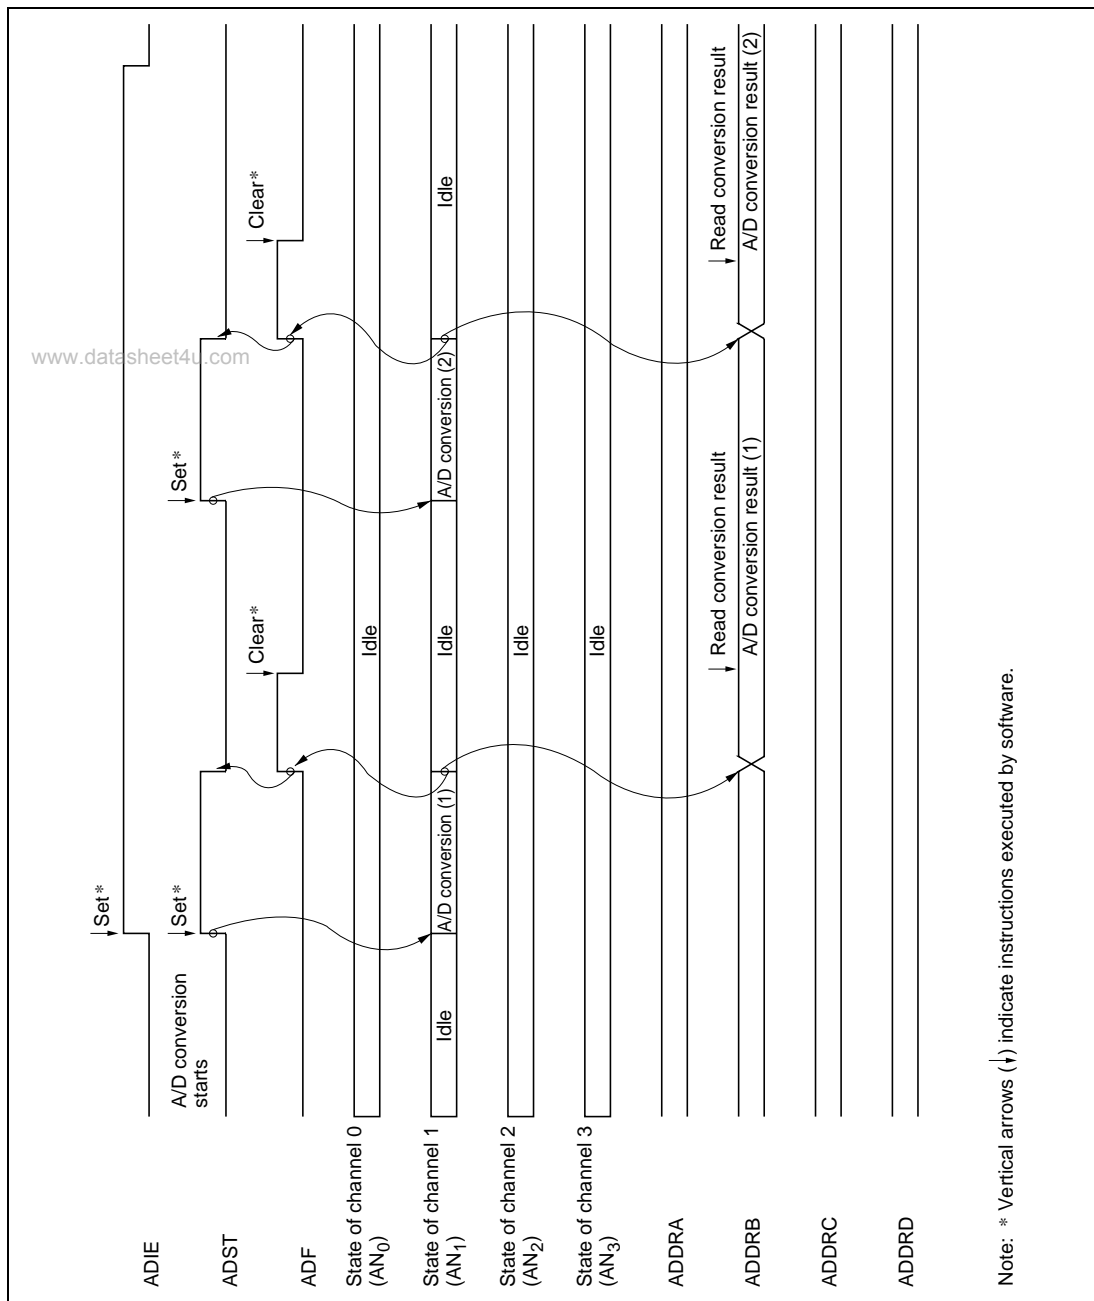 ADIE
Set*
ADST
A/D conversion
starts
Set*
Set*
ADF
Clear*
Clear*
State of channel 0
(AN0)
Idle
State of channel 1
(AN1)
Idle
A/D conversion (1)
Idle
A/D conversion (2)
Idle
State of channel 2
(AN2)
Idle
State of channel 3
(AN3)
Idle
ADDRA
ADDRB
Read conversion result
A/D conversion result (1)
Read conversion result
A/D conversion result (2)
ADDRC
ADDRD
Note: * Vertical arrows (↓) indicate instructions executed by software.
www.datasheet4u.com